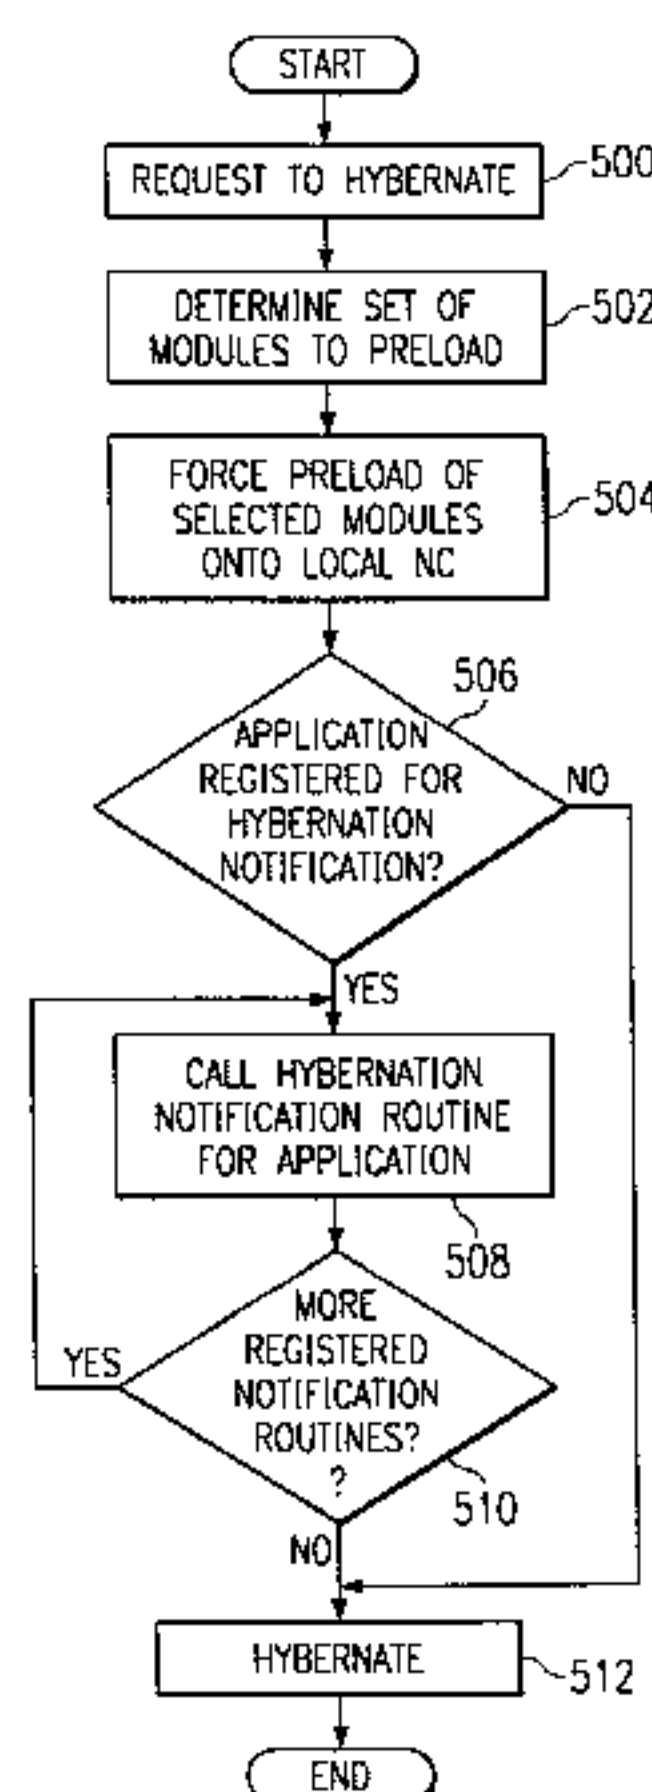 START
REQUEST TO HYBERNATE
500
DETERMINE SET OF
MODULES TO PRELOAD
502
FORCE PRELOAD OF
SELECTED MODULES
ONTO LOCAL NC
504
506
APPLICATION
REGISTERED FOR
HYBERNATION
NOTIFICATION?
NO
YES
CALL HYBERNATION
NOTIFICATION ROUTINE
FOR APPLICATION
508
MORE
REGISTERED
NOTIFICATION
ROUTINES?
?
YES
510
NO
HYBERNATE
512
END